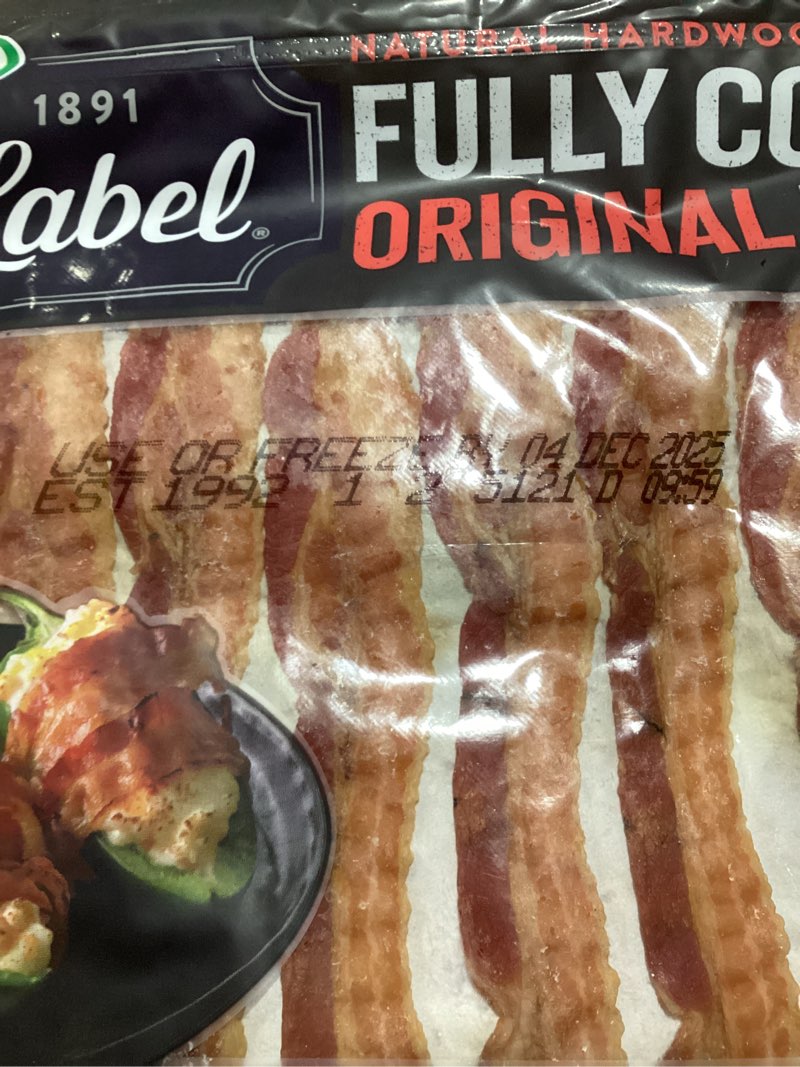 1891
Label®
NATURAL HARDWOO
FULLY CO
ORIGINAL
USE OR FREEZE BY 04 DEC 2025
EST 1992 1 2 5121 D 09:59